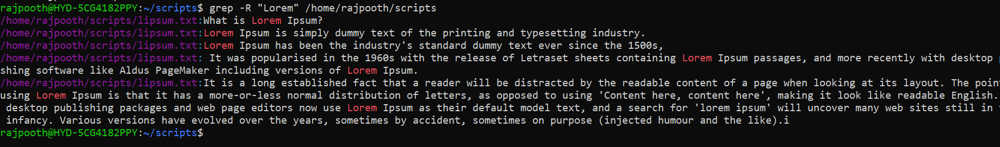 rajpooth@HYD-5CG4182PPY:~/scripts$ grep -R "Lorem" /home/rajpooth/scripts
/home/rajpooth/scripts/lipsum.txt:What is Lorem Ipsum?
/home/rajpooth/scripts/lipsum.txt:Lorem Ipsum is simply dummy text of the printing and typesetting industry.
/home/rajpooth/scripts/lipsum.txt:Lorem Ipsum has been the industry's standard dummy text ever since the 1500s,
/home/rajpooth/scripts/lipsum.txt: It was popularised in the 1960s with the release of Letraset sheets containing Lorem Ipsum passages, and more recently with desktop
shing software like Aldus PageMaker including versions of Lorem Ipsum.
/home/rajpooth/scripts/lipsum.txt:It is a long established fact that a reader will be distracted by the readable content of a page when looking at its layout. The poin
using Lorem Ipsum is that it has a more-or-less normal distribution of letters, as opposed to using 'Content here, content here', making it look like readable English.
desktop publishing packages and web page editors now use Lorem Ipsum as their default model text, and a search for 'lorem ipsum' will uncover many web sites still in
infancy. Various versions have evolved over the years, sometimes by accident, sometimes on purpose (injected humour and the like).i
rajpooth@HYD-5CG4182PPY:~/scripts$